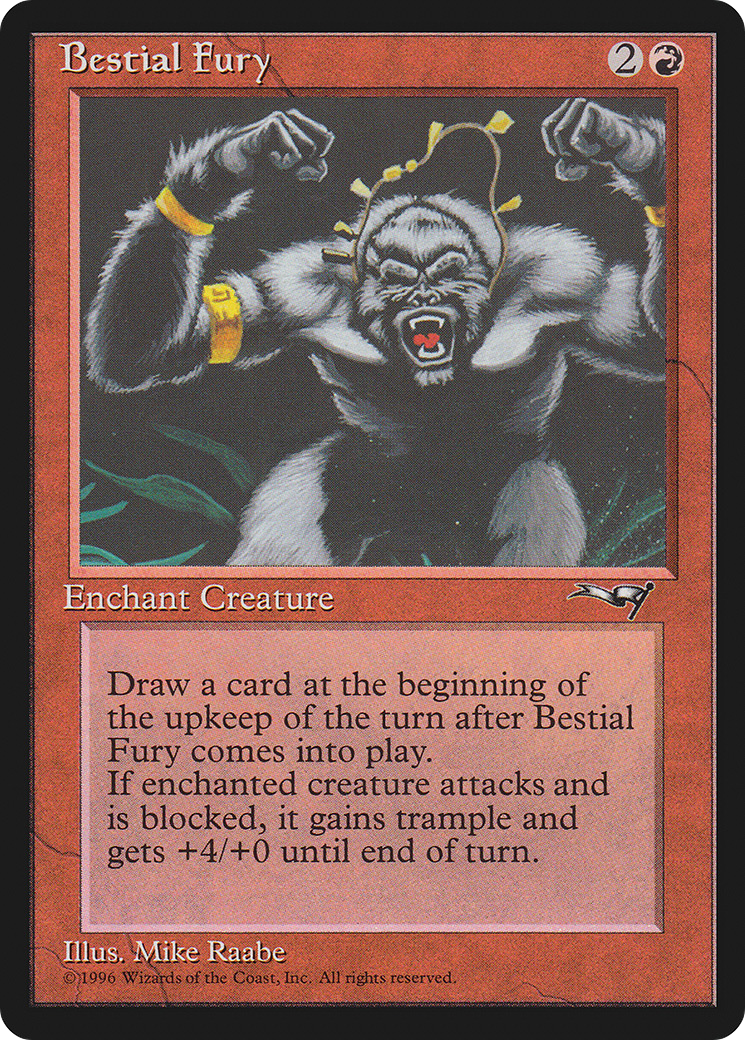 Bestial Fury
2
Enchant Creature
Draw a card at the beginning of
the upkeep of the turn after Bestial
Fury comes into play.
If enchanted creature attacks and
is blocked, it gains trample and
gets +4/+0 until end of turn.
Illus. Mike Raabe
©1996 Wizards of the Coast, Inc. All rights reserved.